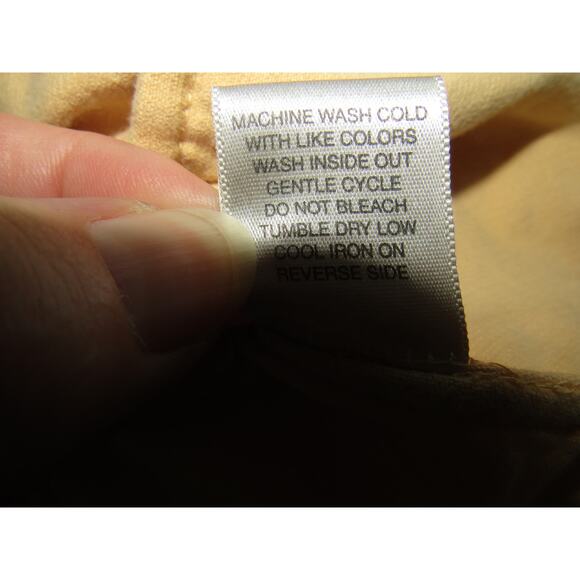 MACHINE WASH COLD
WITH LIKE COLORS
WASH INSIDE OUT
GENTLE CYCLE
DO NOT BLEACH
TUMBLE DRY LOW
COOL IRON ON
REVERSE SIDE